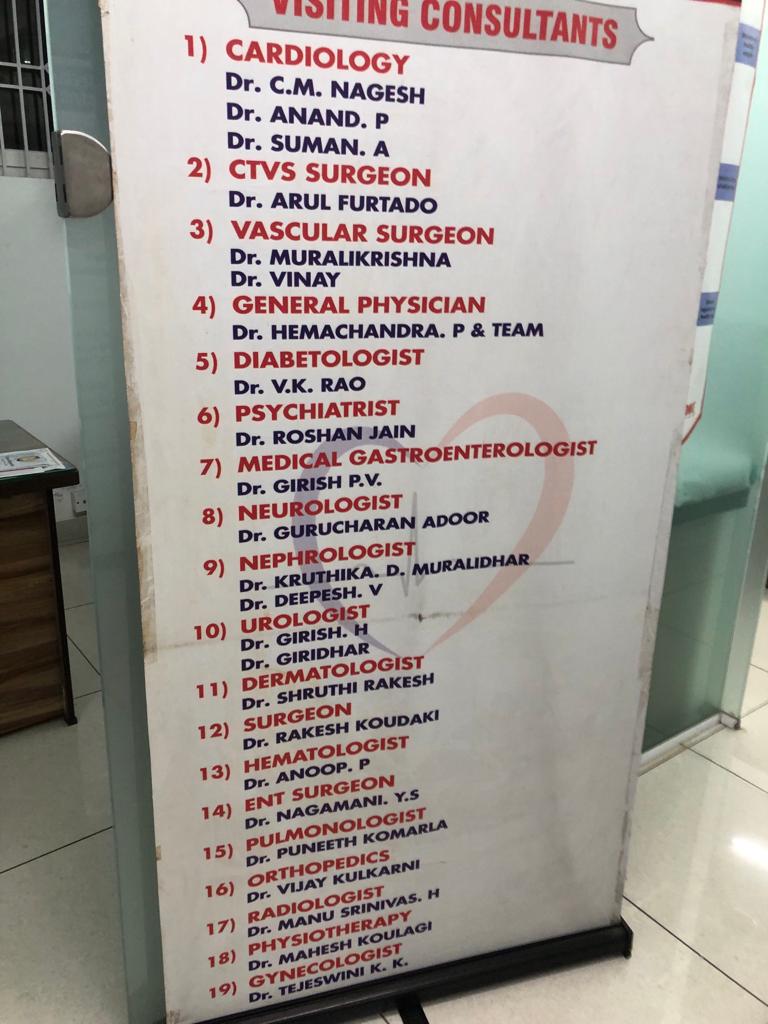 VISITING CONSULTANTS
1) CARDIOLOGY
Dr. C.M. NAGESH
Dr. ANAND. P
Dr. SUMAN. A
2) CTVS SURGEON
Dr. ARUL FURTADO
3) VASCULAR SURGEON
Dr. MURALIKRISHNA
Dr. VINAY
4) GENERAL PHYSICIAN
Dr. HEMACHANDRA. P & TEAM
5) DIABETOLOGIST
Dr. V.K. RAO
6) PSYCHIATRIST
Dr. ROSHAN JAIN
7) MEDICAL GASTROENTEROLOGIST
Dr. GIRISH P.V.
8) NEUROLOGIST
Dr. GURUCHARAN ADOOR
9) NEPHROLOGIST
Dr. KRUTHIKA. D. MURALIDHAR
Dr. DEEPESH. V
10) UROLOGIST
Dr. GIRISH. H
Dr. GIRIDHAR
11) DERMATOLOGIST
Dr. SHRUTHI RAKESH
12) SURGEON
Dr. RAKESH KOUDAKI
13) HEMATOLOGIST
Dr. ANOOP. P
14) ENT SURGEON
Dr. NAGAMANI. Y.S
15) PULMONOLOGIST
Dr. PUNEETH KOMARLA
16) ORTHOPEDICS
Dr. VIJAY KULKARNI
17) RADIOLOGIST
Dr. MANU SRINIVAS. H
18) PHYSIOTHERAPY
Dr. MAHESH KOULAGI
19) GYNECOLOGIST
Dr. TEJESWINI K. K.